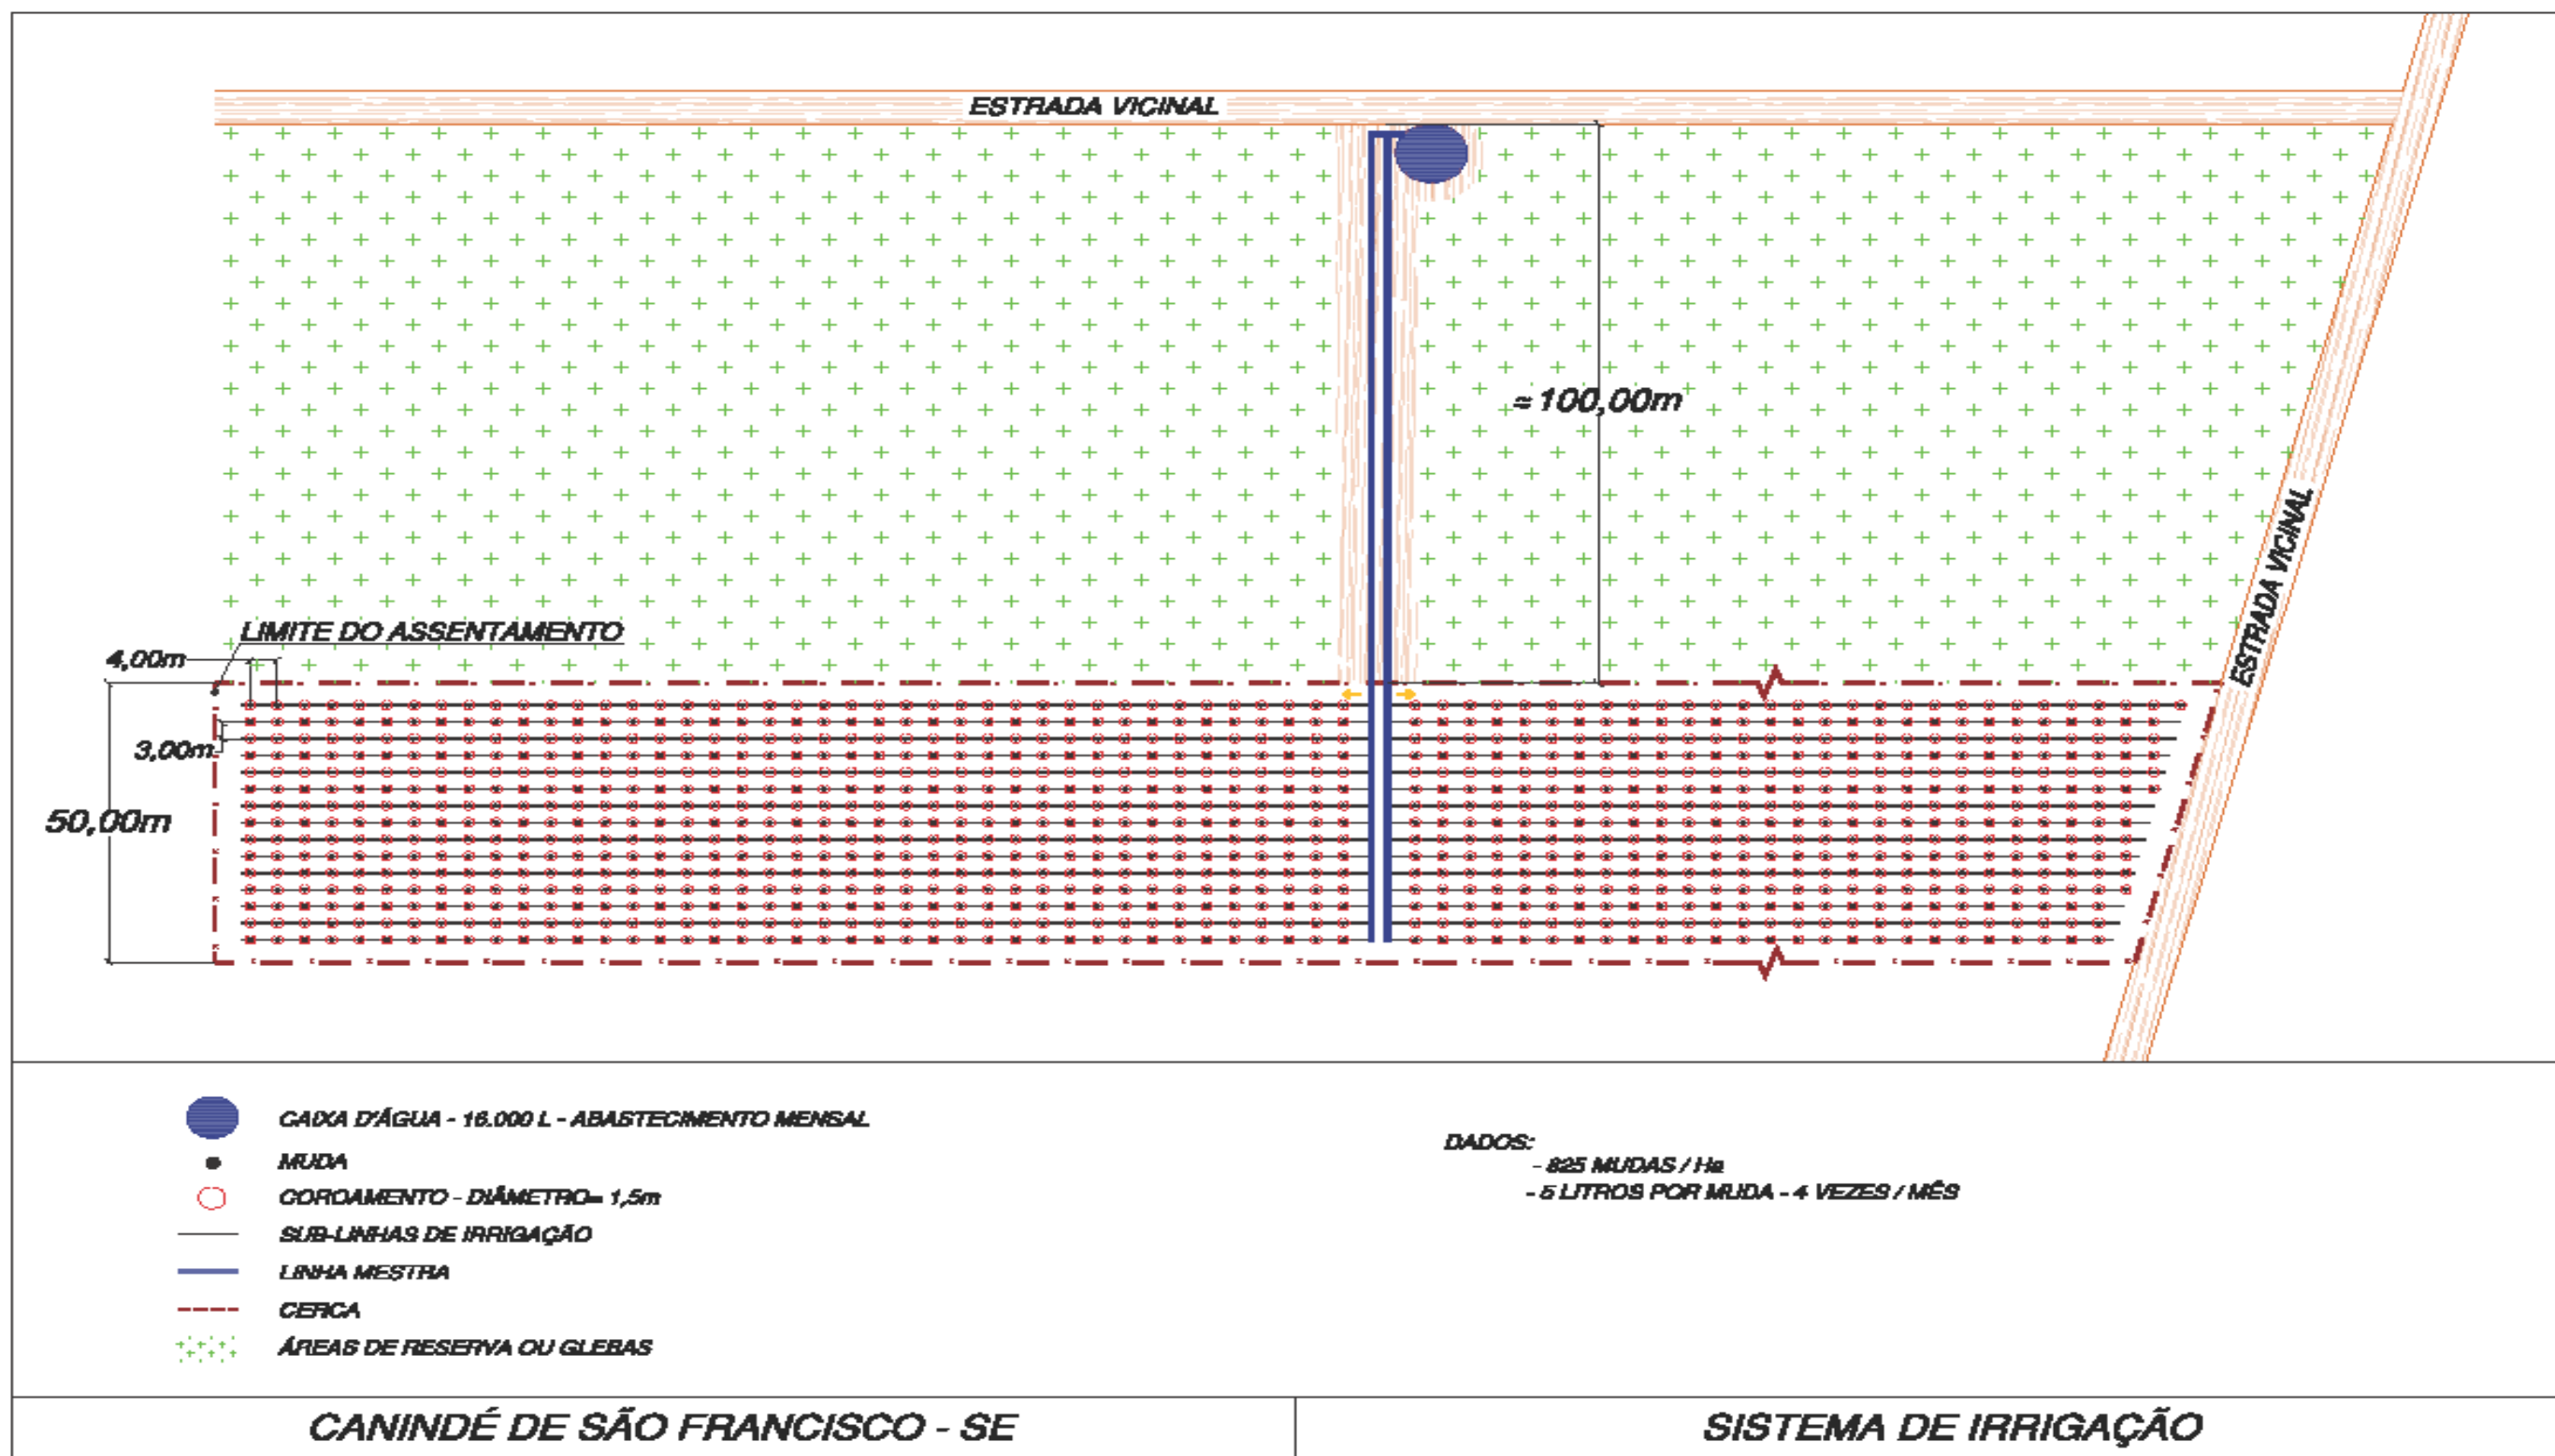 ESTRADA VICINAL
≈ 100,00m
ESTRADA VICINAL
LIMITE DO ASSENTAMENTO
4,00m
3,00m
50,00m
CAIXA D'ÁGUA - 16.000 L - ABASTECIMENTO MENSAL
MUDA
COROAMENTO - DIÂMETRO= 1,5m
SUB-LINHAS DE IRRIGAÇÃO
LINHA MESTRA
CERCA
ÁREAS DE RESERVA OU GLEBAS
DADOS:
- 825 MUDAS / Ha
- 5 LITROS POR MUDA - 4 VEZES / MÊS
CANINDÉ DE SÃO FRANCISCO - SE
SISTEMA DE IRRIGAÇÃO